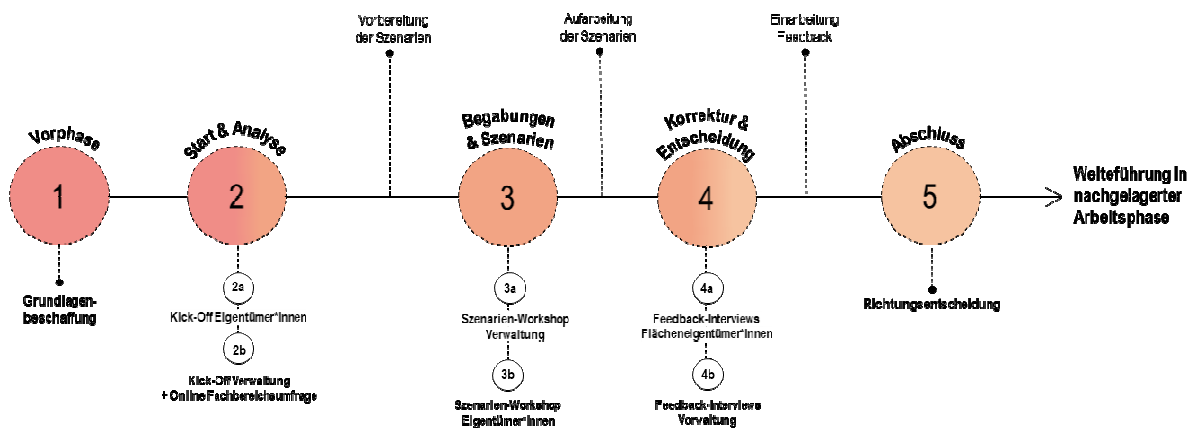 Vorbereitung
der Szenarien
Aufarbeitung
der Szenarien
Einarbeitung
Feedback
Vorphase
1
Grundlagen-
beschaffung
Start & Analyse
2
2a
Kick-Off Eigentümer*innen
2b
Kick-Off Verwaltung
+ Online Fachbereichsumfrage
Begabungen
& Szenarien
3
3a
Szenarien-Workshop
Verwaltung
3b
Szenarien-Workshop
Eigentümer*innen
Korrektur &
Entscheidung
4
4a
Feedback-Interviews
Flächeneigentümer*innen
4b
Feedback-Interviews
Verwaltung
Abschluss
5
Richtungsentscheidung
Weiteführung in
nachgelagerter
Arbeitsphase